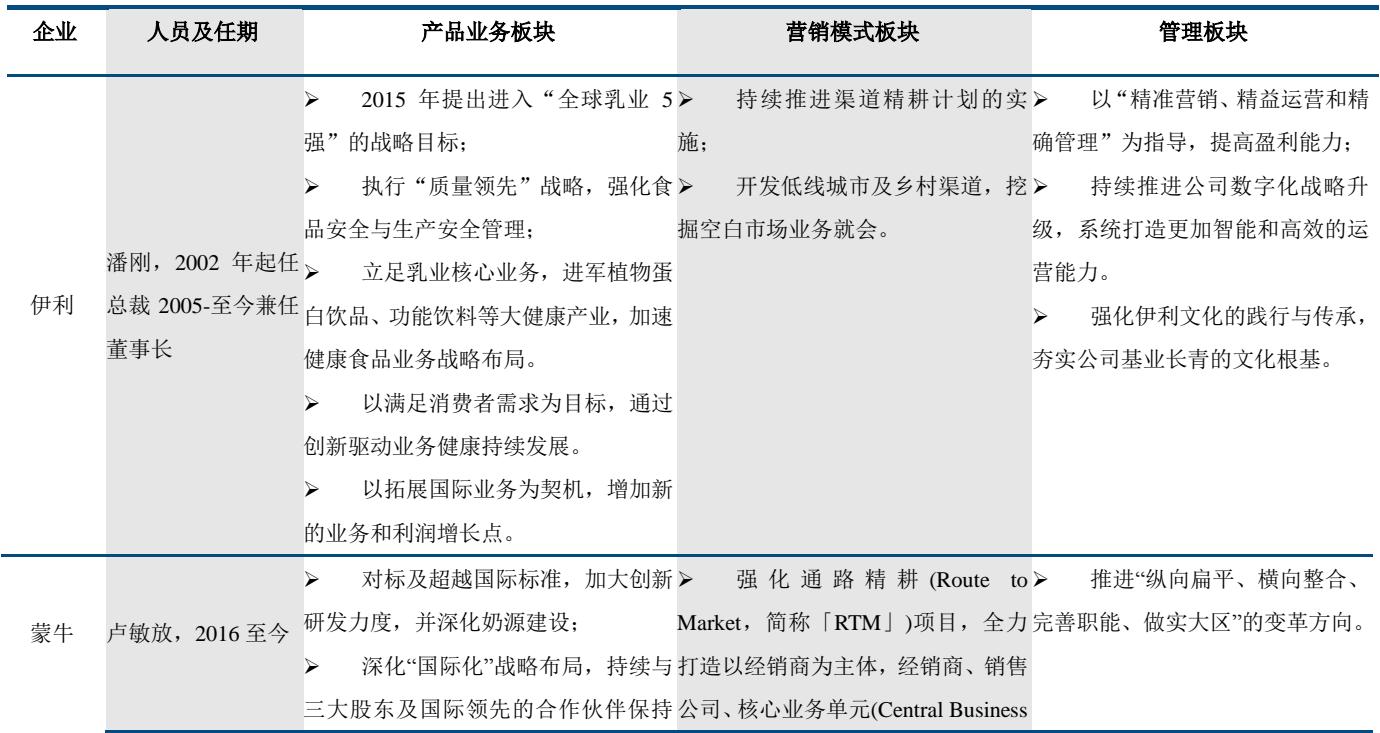 企业 人员及任期 产品业务板块 营销模式板块 管理板块
伊利
潘刚，2002 年起任
总裁 2005-至今兼任
董事长
➢ 2015 年提出进入“全球乳业 5
强”的战略目标；
➢ 执行“质量领先”战略，强化食
品安全与生产安全管理；
➢ 立足乳业核心业务，进军植物蛋
白饮品、功能饮料等大健康产业，加速
健康食品业务战略布局。
➢ 以满足消费者需求为目标，通过
创新驱动业务健康持续发展。
➢ 以拓展国际业务为契机，增加新
的业务和利润增长点。
➢ 持续推进渠道精耕计划的实
施；
➢ 开发低线城市及乡村渠道，挖
掘空白市场业务就会。
➢ 以“精准营销、精益运营和精
确管理”为指导，提高盈利能力；
➢ 持续推进公司数字化战略升
级，系统打造更加智能和高效的运
营能力。
➢ 强化伊利文化的践行与传承，
夯实公司基业长青的文化根基。
蒙牛
卢敏放，2016 至今
➢ 对标及超越国际标准，加大创新
研发力度，并深化奶源建设；
➢ 深化“国际化”战略布局，持续与
三大股东及国际领先的合作伙伴保持
➢ 强化通路精耕(Route to
Market，简称「RTM」)项目，全力
打造以经销商为主体，经销商、销售
公司、核心业务单元(Central Business
➢ 推进“纵向扁平、横向整合、
完善职能、做实大区”的变革方向。